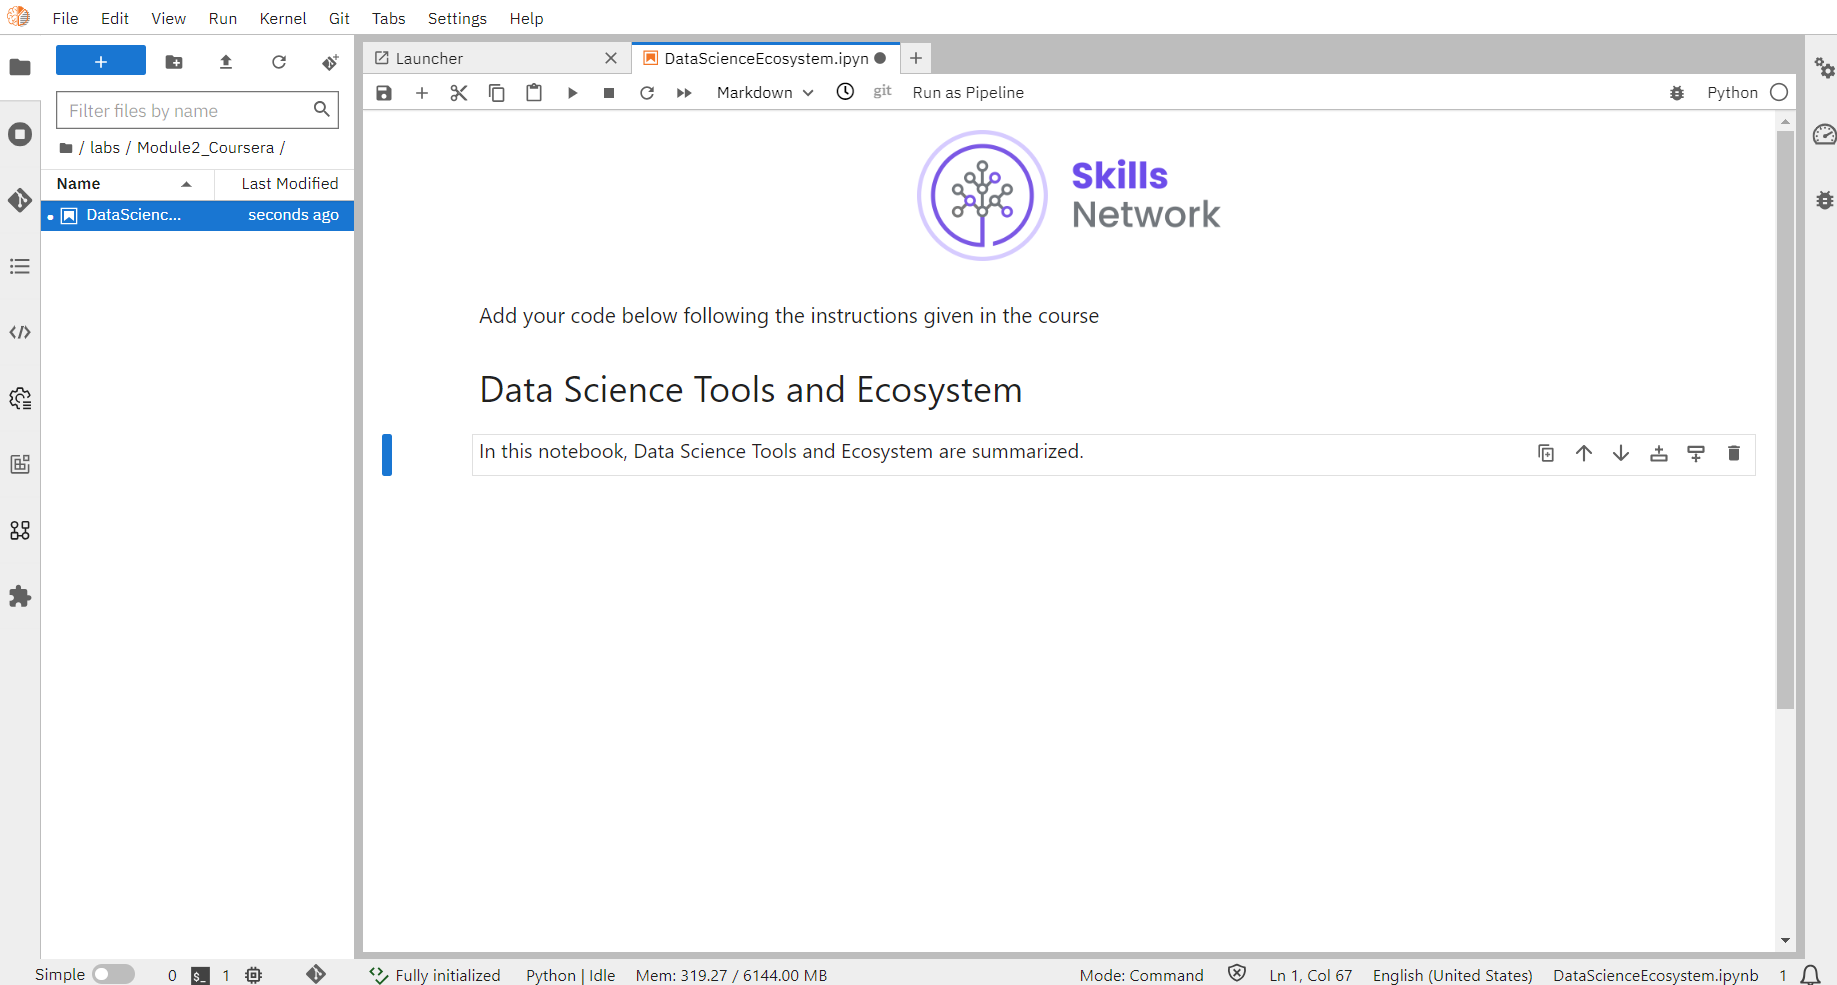 File Edit View Run Kernel Git Tabs Settings Help
Launcher
DataScienceEcosystem.ipyn
Filter files by name
/ labs / Module2_Coursera /
Name Last Modified
DataScienc... seconds ago
Markdown git Run as Pipeline Python
Skills
Network
Add your code below following the instructions given in the course
Data Science Tools and Ecosystem
In this notebook, Data Science Tools and Ecosystem are summarized.
Simple 0 $_ 1 Fully initialized Python | Idle Mem: 319.27 / 6144.00 MB Mode: Command Ln 1, Col 67 English (United States) DataScienceEcosystem.ipynb 1